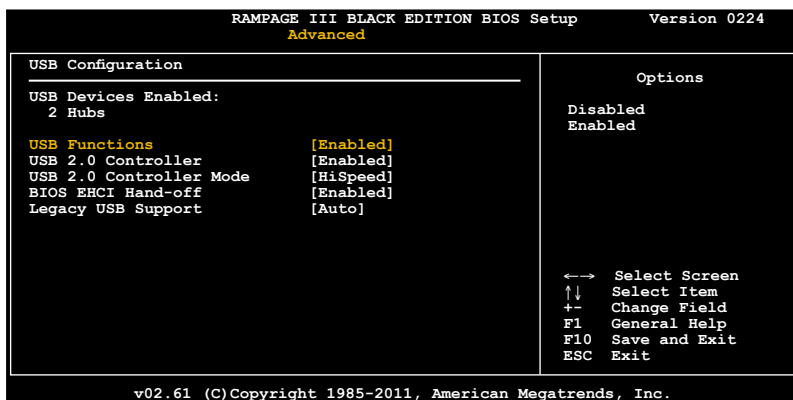 RAMPAGE III BLACK EDITION BIOS Setup Version 0224
Advanced
USB Configuration
USB Devices Enabled:
2 Hubs
USB Functions [Enabled]
USB 2.0 Controller [Enabled]
USB 2.0 Controller Mode [HiSpeed]
BIOS EHCI Hand-off [Enabled]
Legacy USB Support [Auto]
Options
Disabled
Enabled
←→ Select Screen
↑↓ Select Item
+- Change Field
F1 General Help
F10 Save and Exit
ESC Exit
v02.61 (C)Copyright 1985-2011, American Megatrends, Inc.